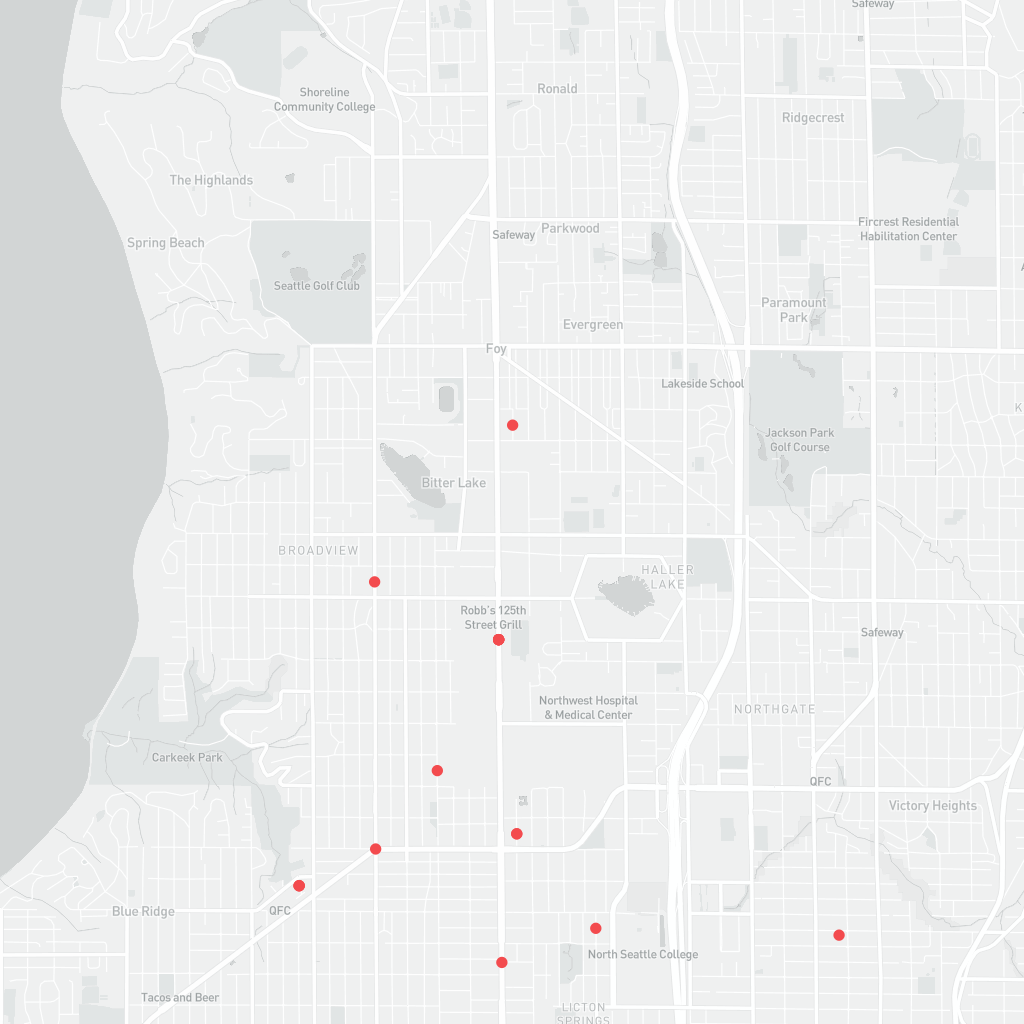 Safeway
Ronald
Shoreline
Community College
Ridgecrest
The Highlands
Fircrest Residential
Habilitation Center
Parkwood
Safeway
Spring Beach
Seattle Golf Club
Paramount
Park
Evergreen
Foy
Lakeside School
Jackson Park
Golf Course
Bitter Lake
BROADVIEW
HALLER
LAKE
Robb's 125th
Street Grill
Safeway
Northwest Hospital
& Medical Center
NORTHGATE
Carkeek Park
QFC
Victory Heights
Blue Ridge
QFC
North Seattle College
Tacos and Beer
LICTON
SPRINGS